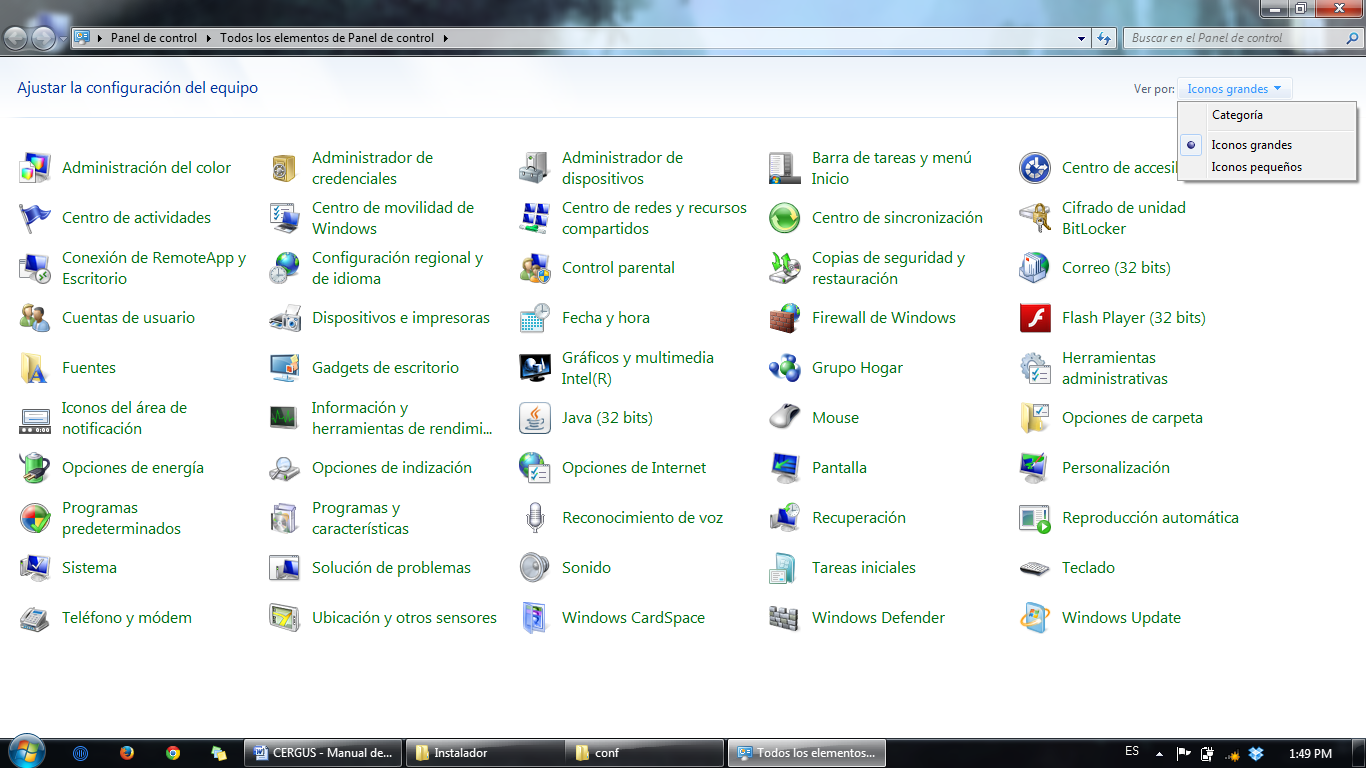 Panel de control
Todos los elementos de Panel de control
Buscar en el Panel de control
Ajustar la configuración del equipo
Ver por:
Iconos grandes
Categoría
Iconos grandes
Iconos pequeños
Administración del color
Administrador de
credenciales
Administrador de
dispositivos
Barra de tareas y menú
Inicio
Centro de accesil
Centro de actividades
Centro de movilidad de
Windows
Centro de redes y recursos
compartidos
Centro de sincronización
Cifrado de unidad
BitLocker
Conexión de RemoteApp y
Escritorio
Configuración regional y
de idioma
Control parental
Copias de seguridad y
restauración
Correo (32 bits)
Cuentas de usuario
Dispositivos e impresoras
Fecha y hora
Firewall de Windows
Flash Player (32 bits)
Fuentes
Gadgets de escritorio
Gráficos y multimedia
Intel(R)
Grupo Hogar
Herramientas
administrativas
Iconos del área de
notificación
Información y
herramientas de rendimi...
Java (32 bits)
Mouse
Opciones de carpeta
Opciones de energía
Opciones de indización
Opciones de Internet
Pantalla
Personalización
Programas
predeterminados
Programas y
características
Reconocimiento de voz
Recuperación
Reproducción automática
Sistema
Solución de problemas
Sonido
Tareas iniciales
Teclado
Teléfono y módem
Ubicación y otros sensores
Windows CardSpace
Windows Defender
Windows Update
CERGUS - Manual de...
Instalador
conf
Todos los elementos...
ES
1:49 PM